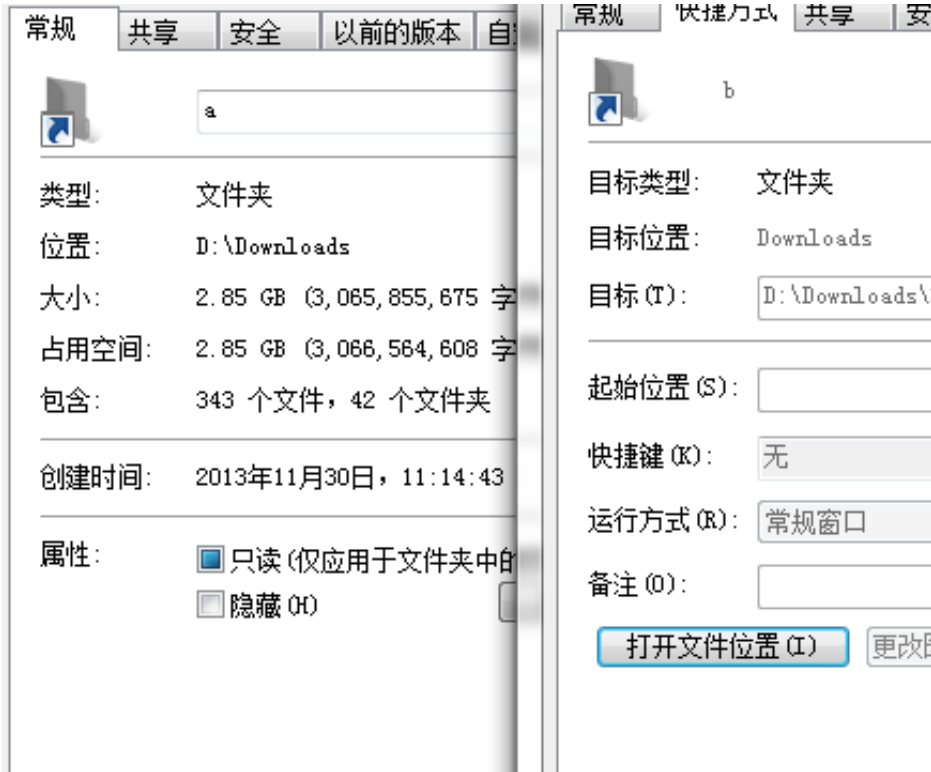 常规 共享 安全 以前的版本 自
a
类型: 文件夹
位置: D:\Downloads
大小: 2.85 GB (3,065,855,675 字
占用空间: 2.85 GB (3,066,564,608 字
包含: 343 个文件，42 个文件夹
创建时间: 2013年11月30日，11:14:43
属性: 只读(仅应用于文件夹中的
隐藏(H)
常规 快捷方式 共享 安
b
目标类型: 文件夹
目标位置: Downloads
目标(T): D:\Downloads\
起始位置(S):
快捷键(K): 无
运行方式(R): 常规窗口
备注(O):
打开文件位置(I) 更改